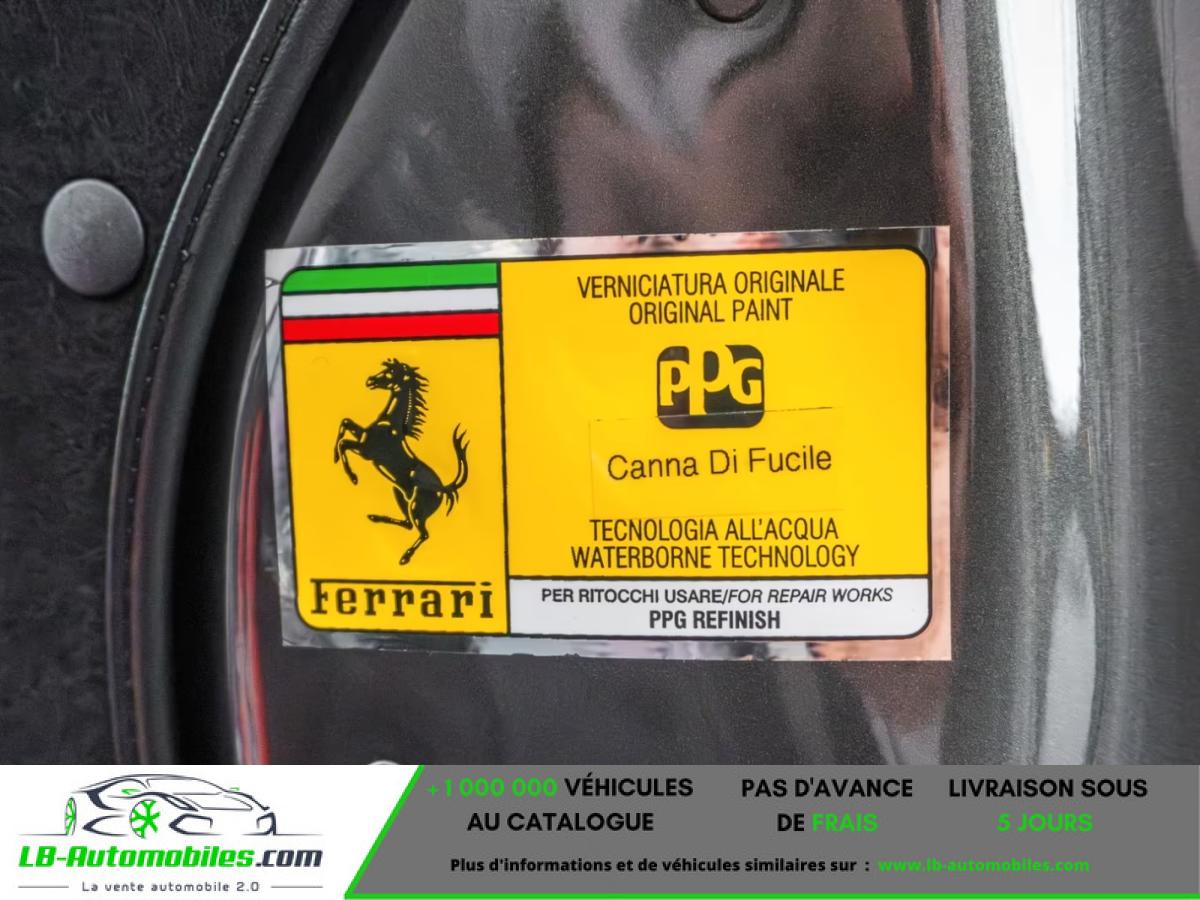 VERNICIATURA ORIGINALE
ORIGINAL PAINT
PPG
Canna Di Fucile
TECNOLOGIA ALL'ACQUA
WATERBORNE TECHNOLOGY
Ferrari
PER RITOCCHI USARE/FOR REPAIR WORKS
PPG REFINISH
LB-Automobiles.com
La vente automobile 2.0
+1 000 000 VÉHICULES
AU CATALOGUE
PAS D'AVANCE
DE FRAIS
LIVRAISON SOUS
5 JOURS
Plus d'informations et de véhicules similaires sur : www.lb-automobiles.com